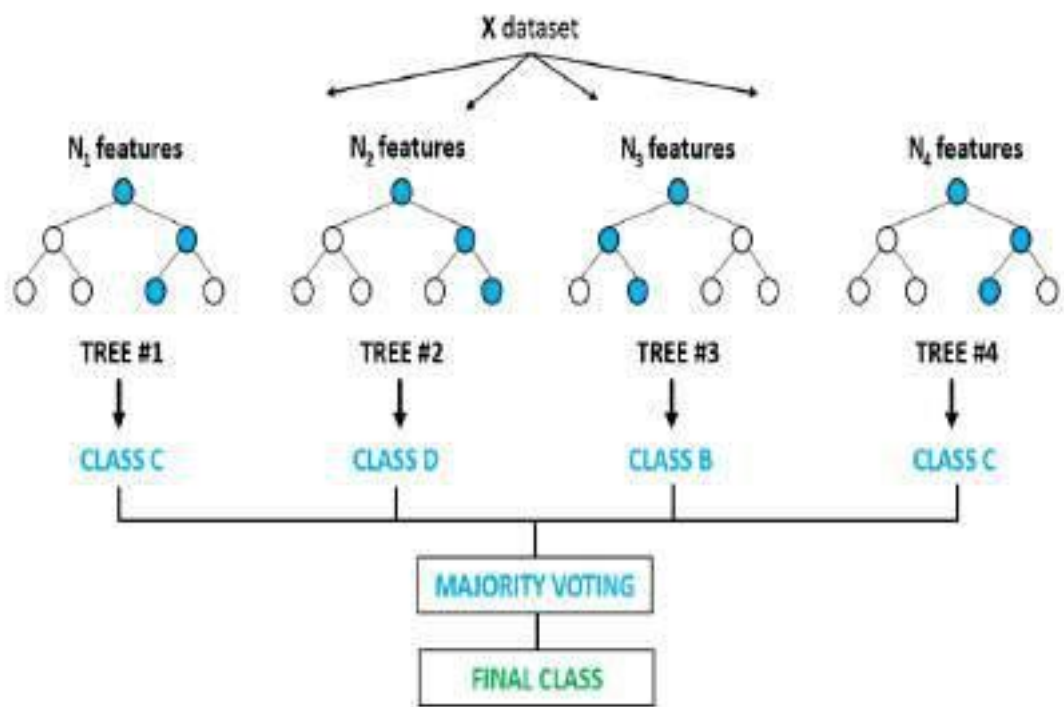 X dataset
N₁ features N₂ features N₃ features N₄ features
TREE #1 TREE #2 TREE #3 TREE #4
CLASS C CLASS D CLASS B CLASS C
MAJORITY VOTING
FINAL CLASS